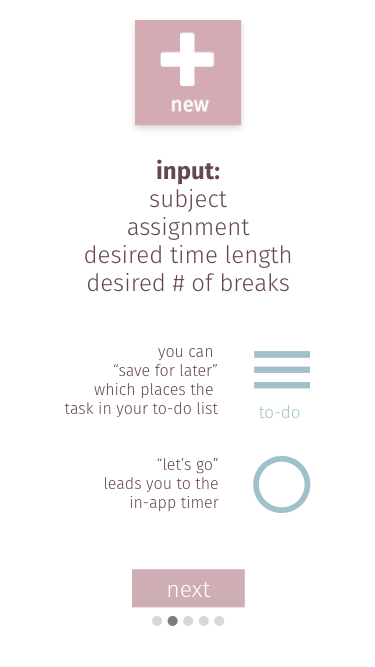 new
input:
subject
assignment
desired time length
desired # of breaks
you can
“save for later”
which places the
task in your to-do list
to-do
“let’s go”
leads you to the
in-app timer
next